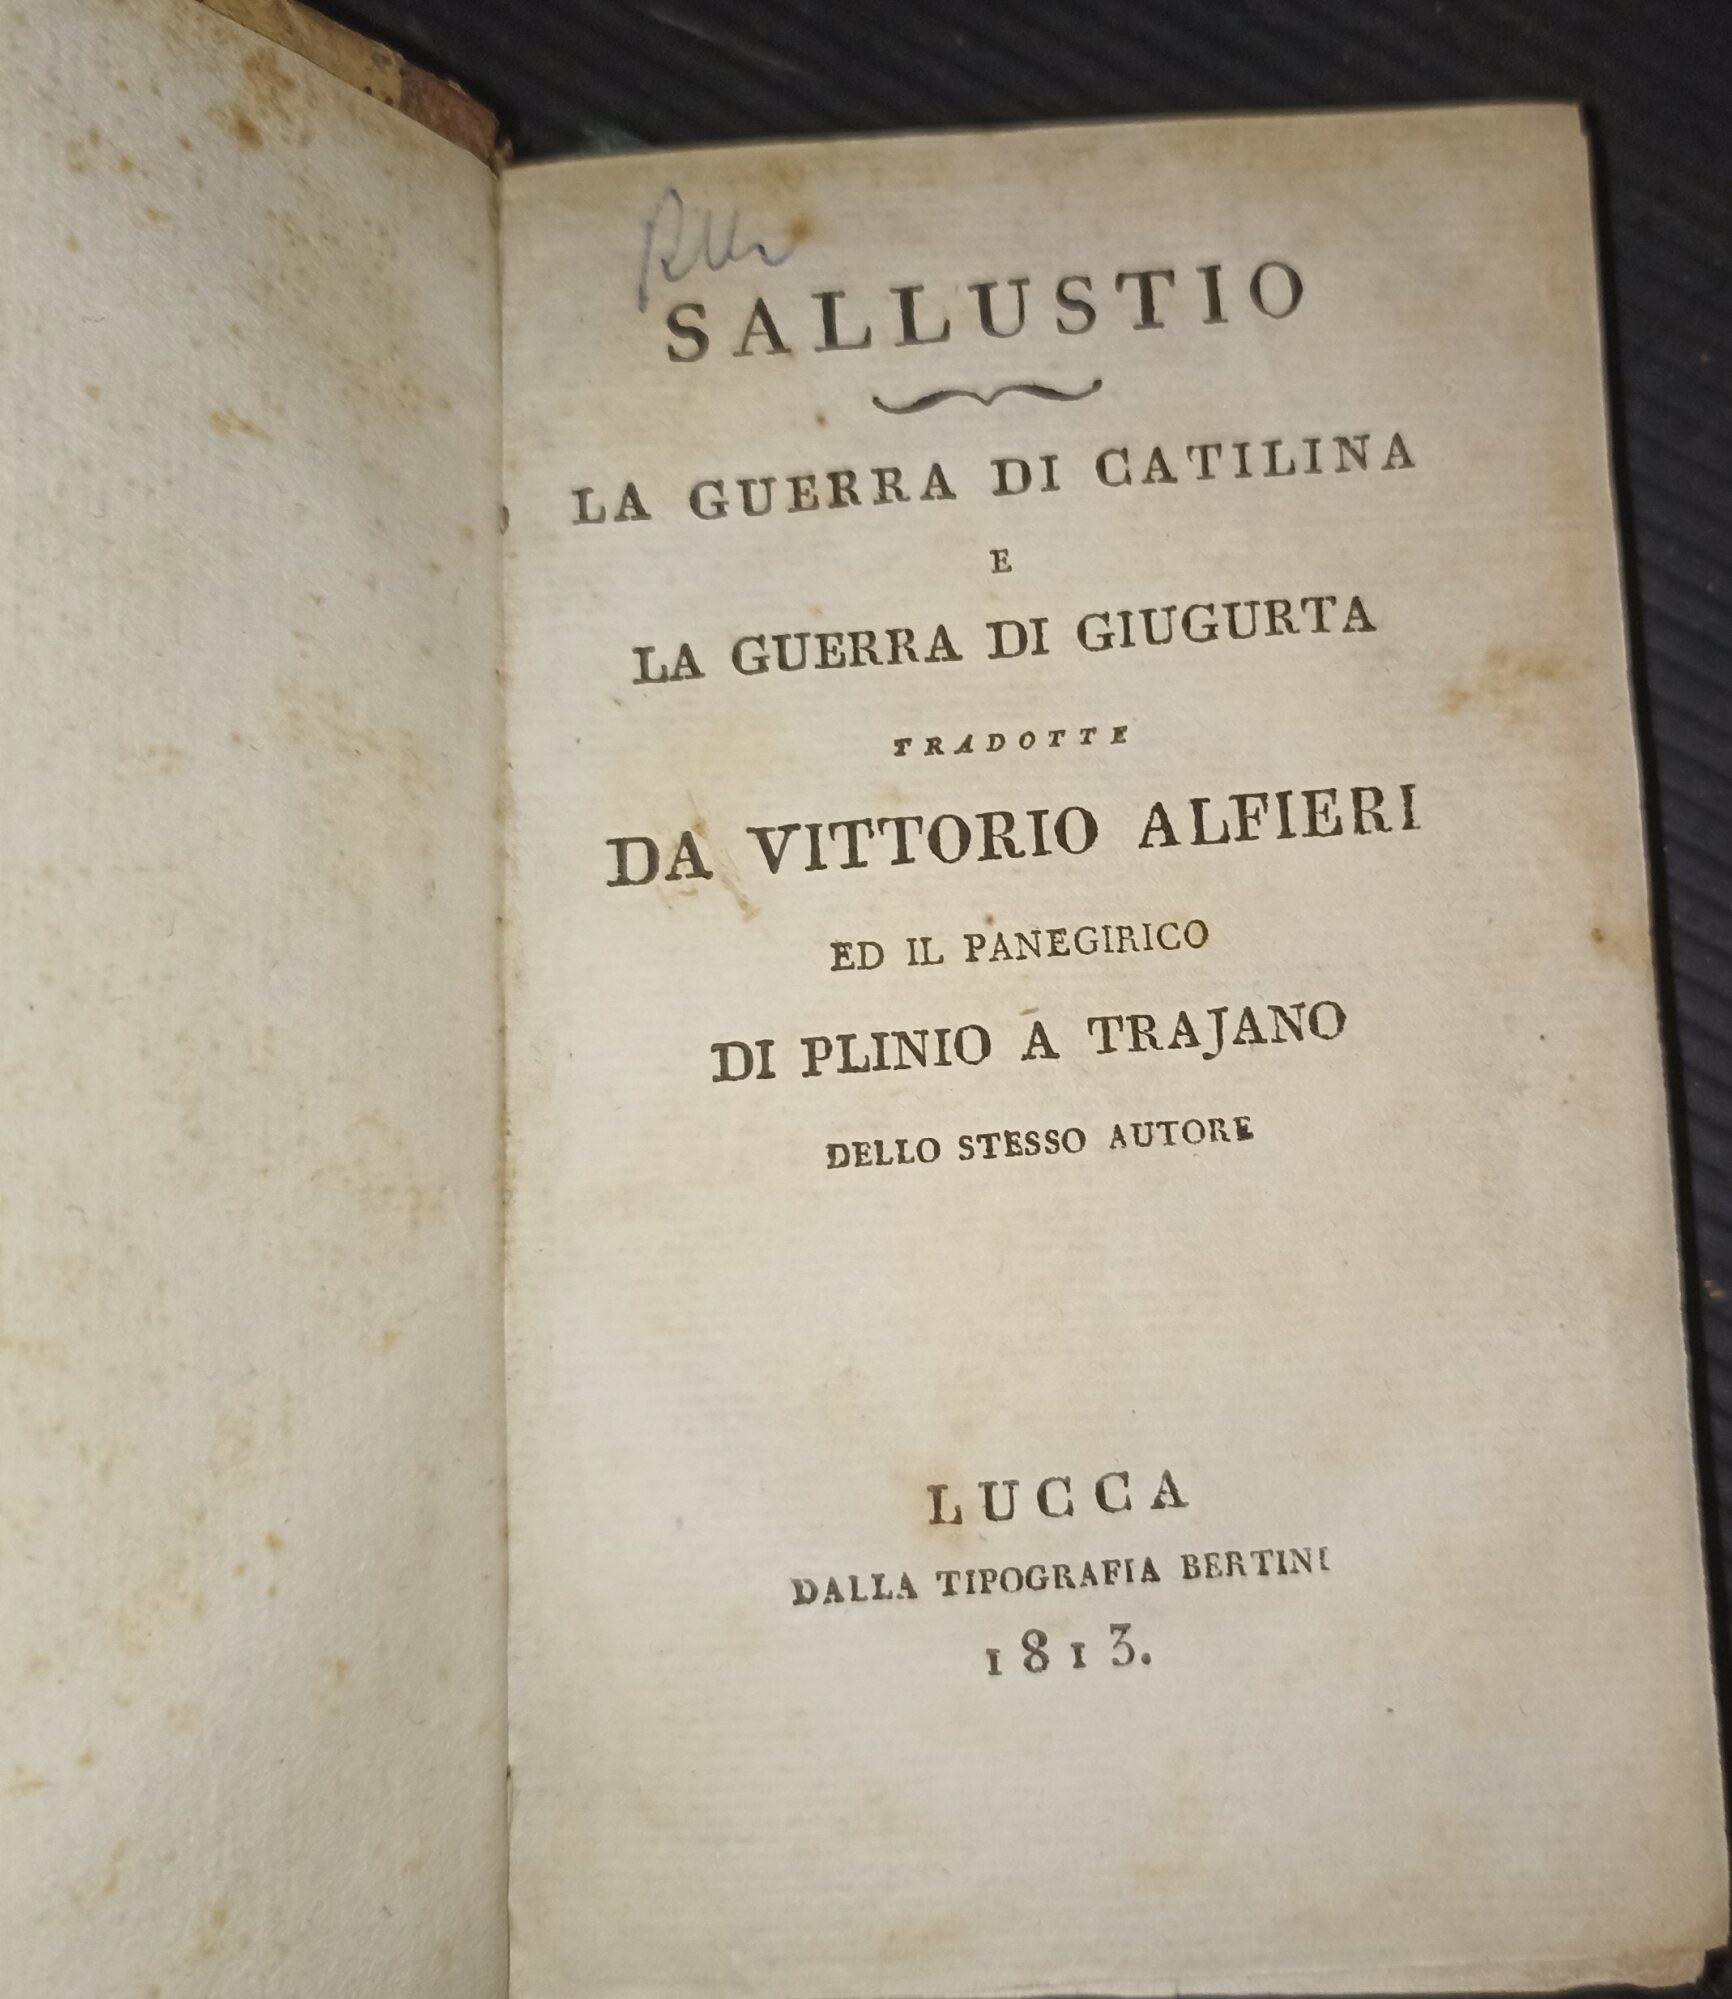 SALLUSTIO
LA GUERRA DI CATILINA
E
LA GUERRA DI GIUGURTA
TRADOTTE
DA VITTORIO ALFIERI
ED IL PANEGIRICO
DI PLINIO A TRAJANO
DELLO STESSO AUTORE
LUCCA
DALLA TIPOGRAFIA BERTINI
1813.